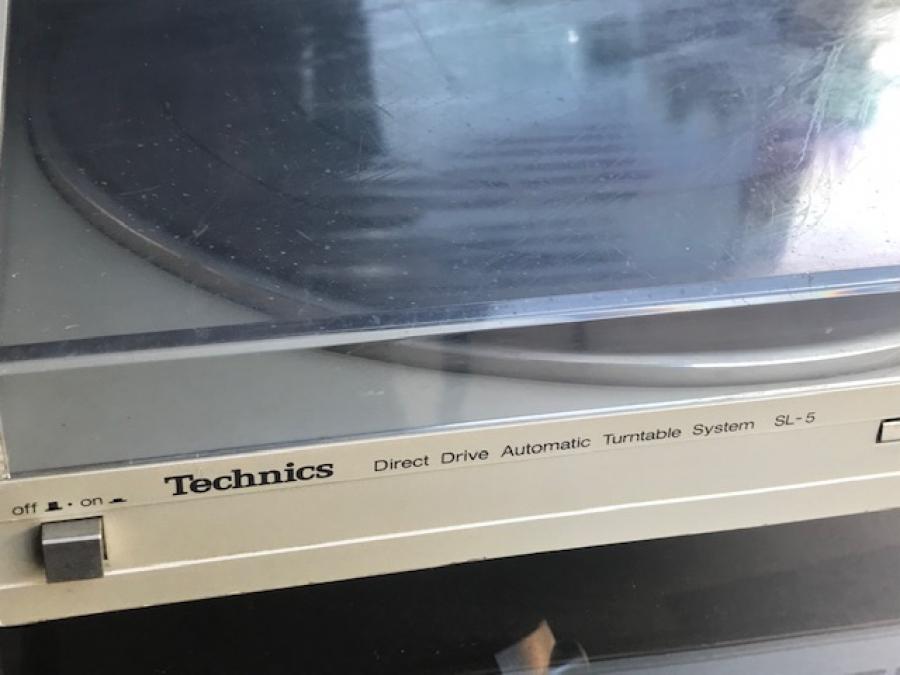 Technics Direct Drive Automatic Turntable System SL-5
off · on